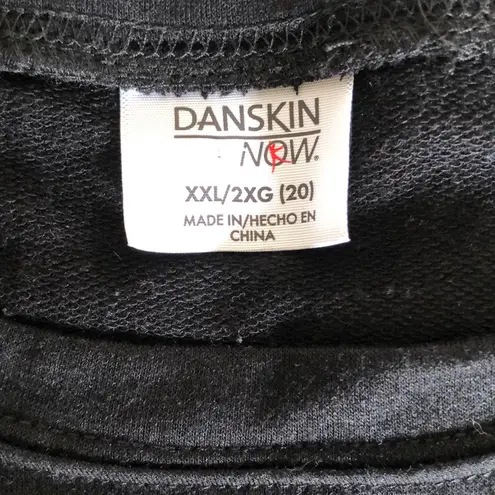 DANSKIN
NOW®
XXL/2XG (20)
MADE IN/HECHO EN
CHINA